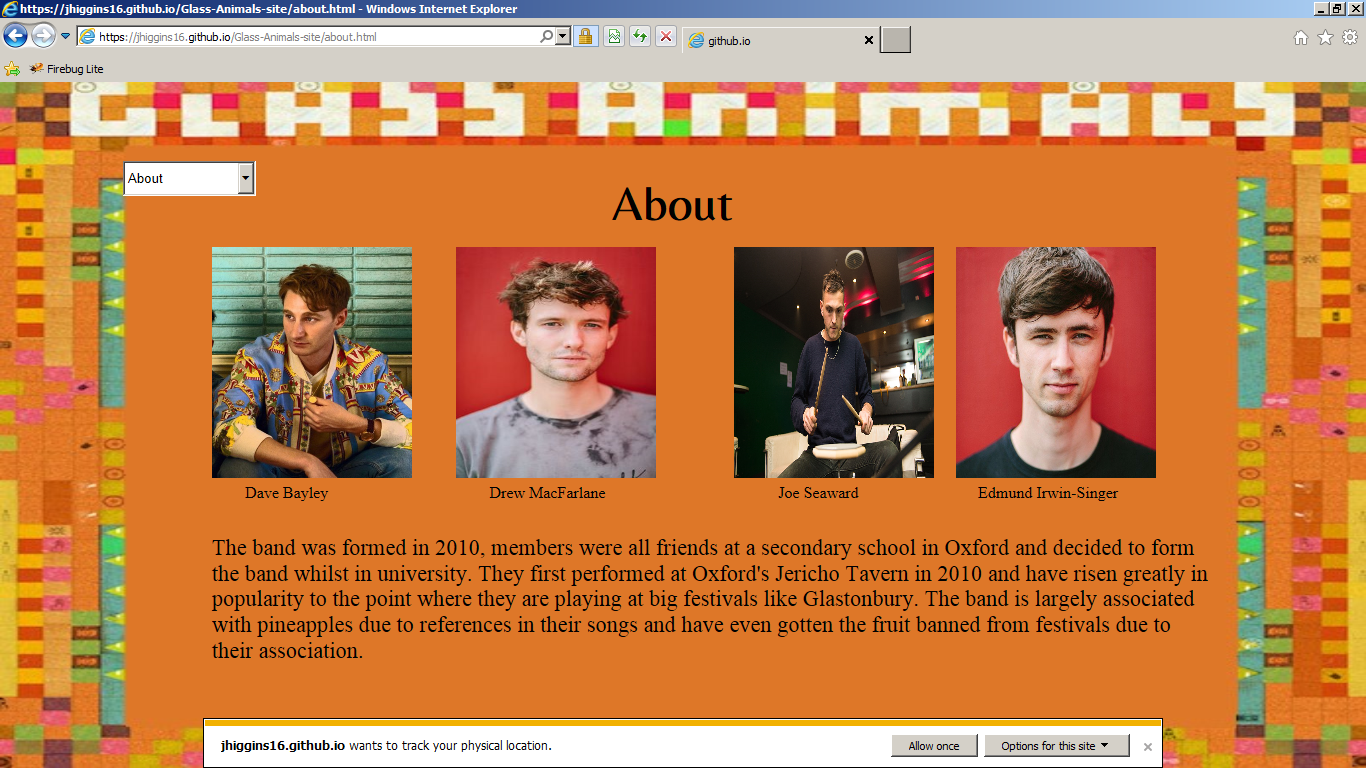 https://jhiggins16.github.io/Glass-Animals-site/about.html - Windows Internet Explorer
https://jhiggins16.github.io/Glass-Animals-site/about.html
github.io
Firebug Lite
GLASS ANIMALS
About
About
Dave Bayley
Drew MacFarlane
Joe Seaward
Edmund Irwin-Singer
The band was formed in 2010, members were all friends at a secondary school in Oxford and decided to form
the band whilst in university. They first performed at Oxford's Jericho Tavern in 2010 and have risen greatly in
popularity to the point where they are playing at big festivals like Glastonbury. The band is largely associated
with pineapples due to references in their songs and have even gotten the fruit banned from festivals due to
their association.
jhiggins16.github.io wants to track your physical location.
Allow once
Options for this site